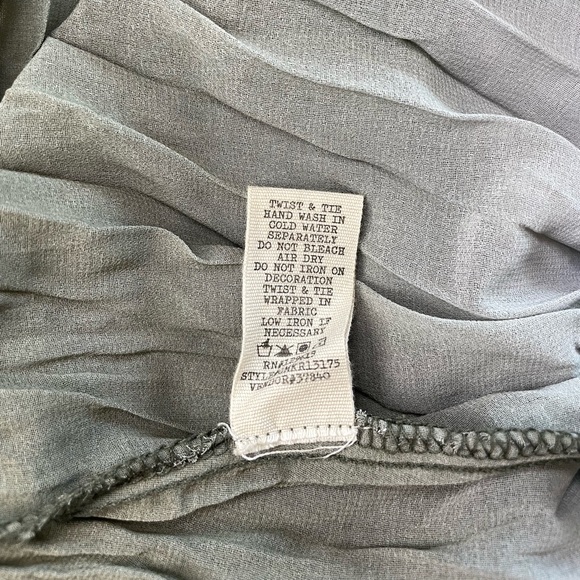 TWIST & TIE
HAND WASH IN
COLD WATER
SEPARATELY
DO NOT BLEACH
AIR DRY
DO NOT IRON ON
DECORATION
TWIST & TIE
WRAPPED IN
FABRIC
LOW IRON IF
NECESSARY